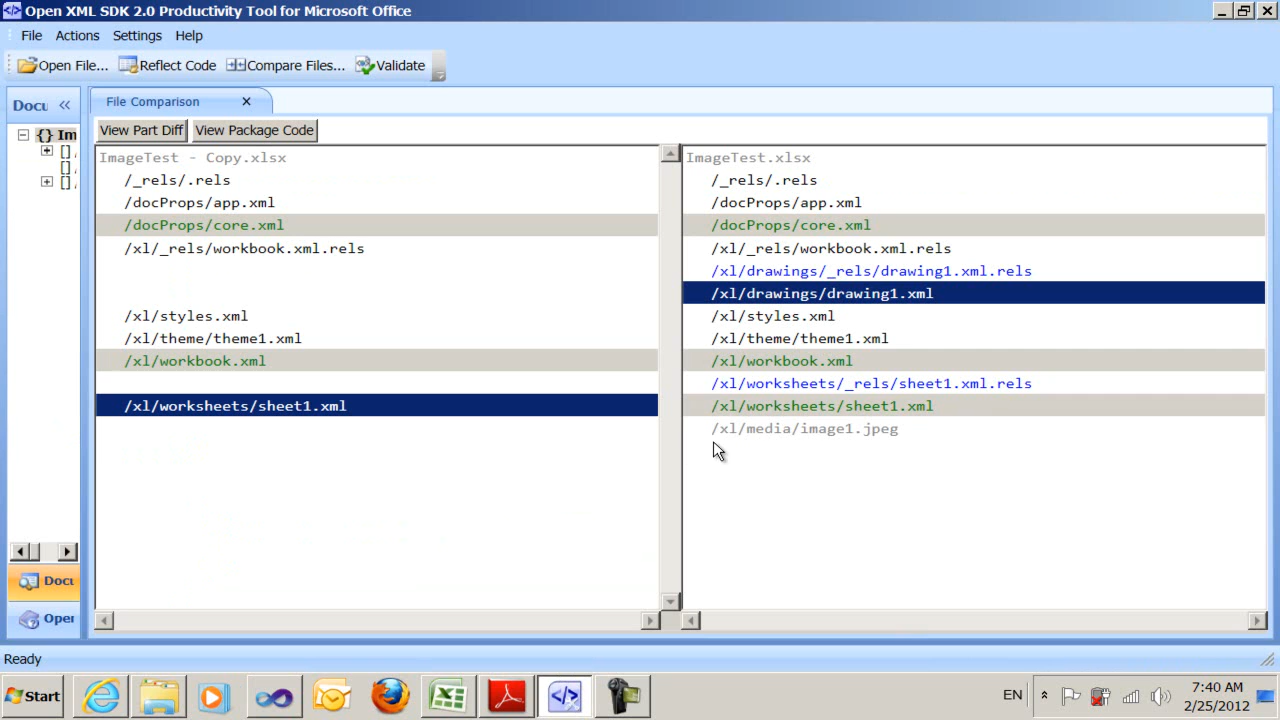 Open XML SDK 2.0 Productivity Tool for Microsoft Office
File Actions Settings Help
Open File... Reflect Code Compare Files... Validate
Docu File Comparison
View Part Diff View Package Code
{} Im
ImageTest - Copy.xlsx
/_rels/.rels
/docProps/app.xml
/docProps/core.xml
/xl/_rels/workbook.xml.rels
/xl/styles.xml
/xl/theme/theme1.xml
/xl/workbook.xml
/xl/worksheets/sheet1.xml
ImageTest.xlsx
/_rels/.rels
/docProps/app.xml
/docProps/core.xml
/xl/_rels/workbook.xml.rels
/xl/drawings/_rels/drawing1.xml.rels
/xl/drawings/drawing1.xml
/xl/styles.xml
/xl/theme/theme1.xml
/xl/workbook.xml
/xl/worksheets/_rels/sheet1.xml.rels
/xl/worksheets/sheet1.xml
/xl/media/image1.jpeg
Docu
Oper
Ready
Start EN 7:40 AM
2/25/2012